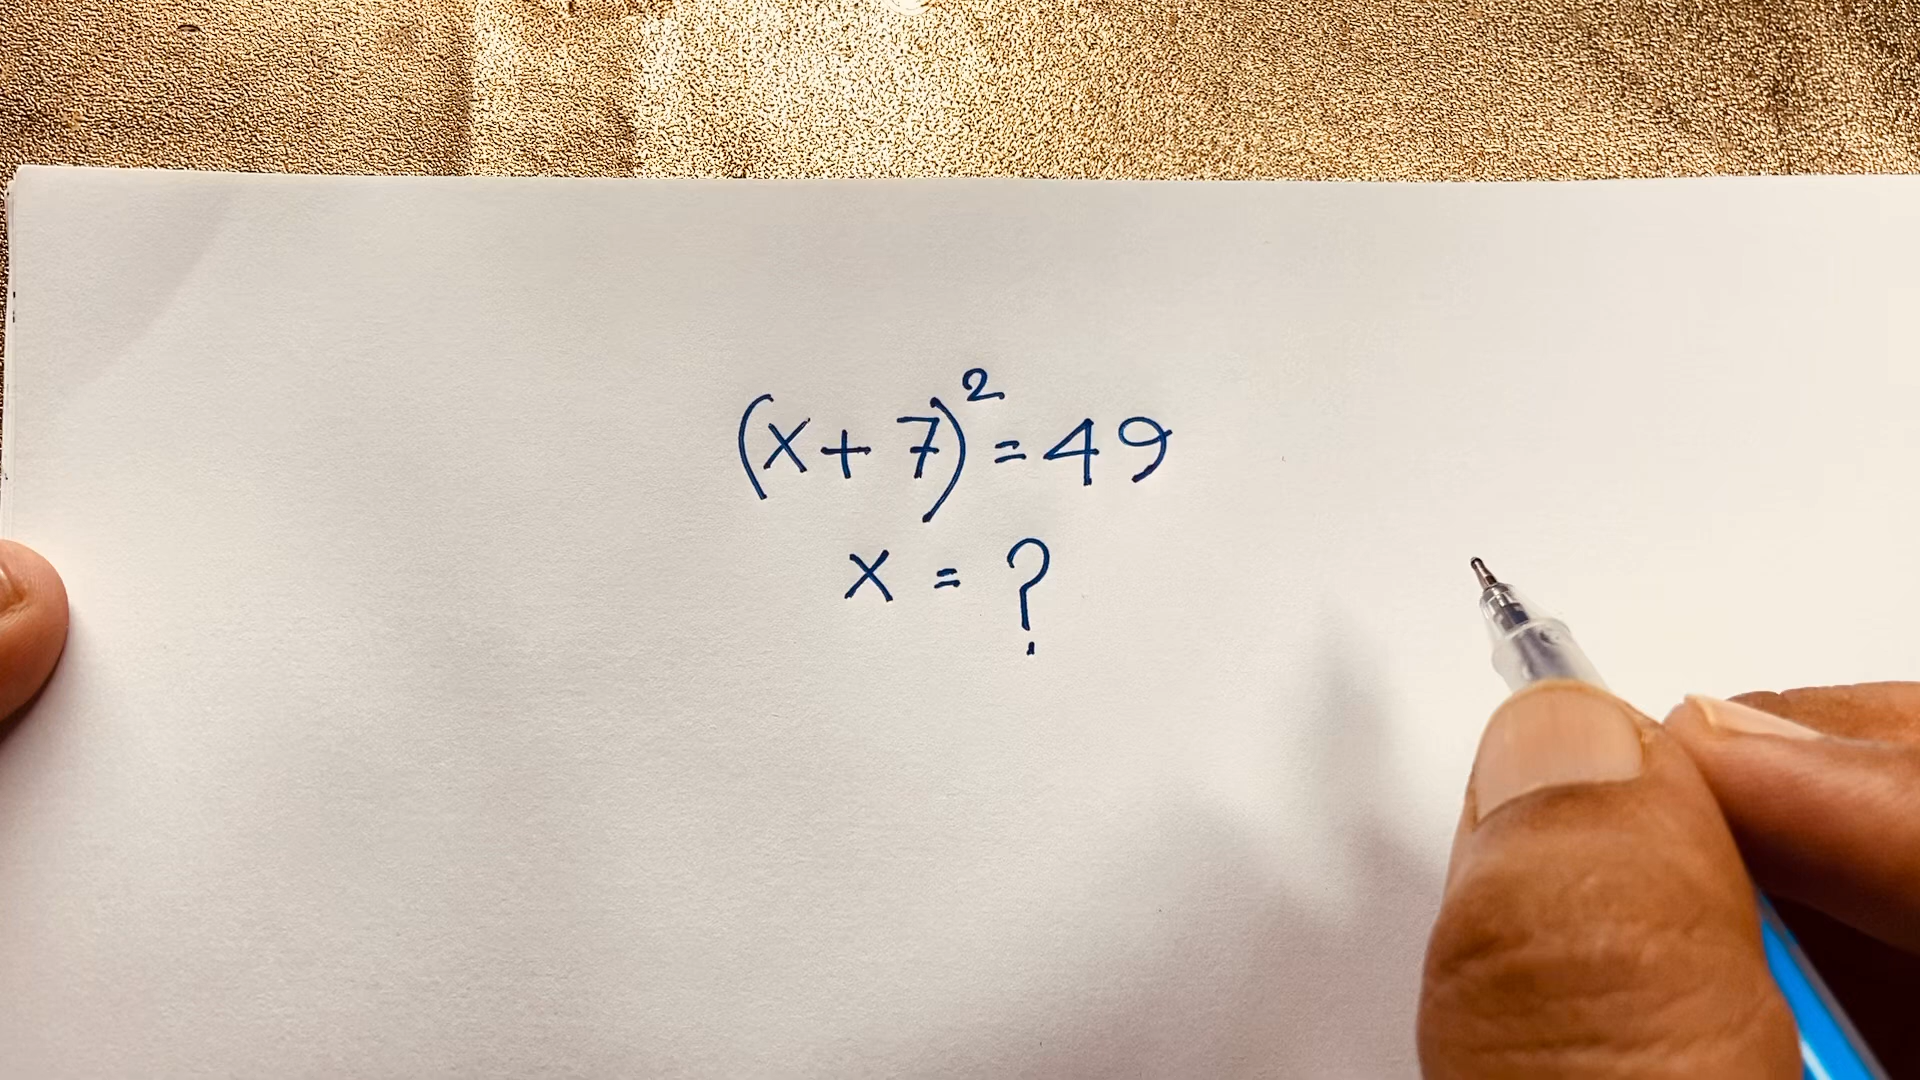 (x+7)²=49
x = ?